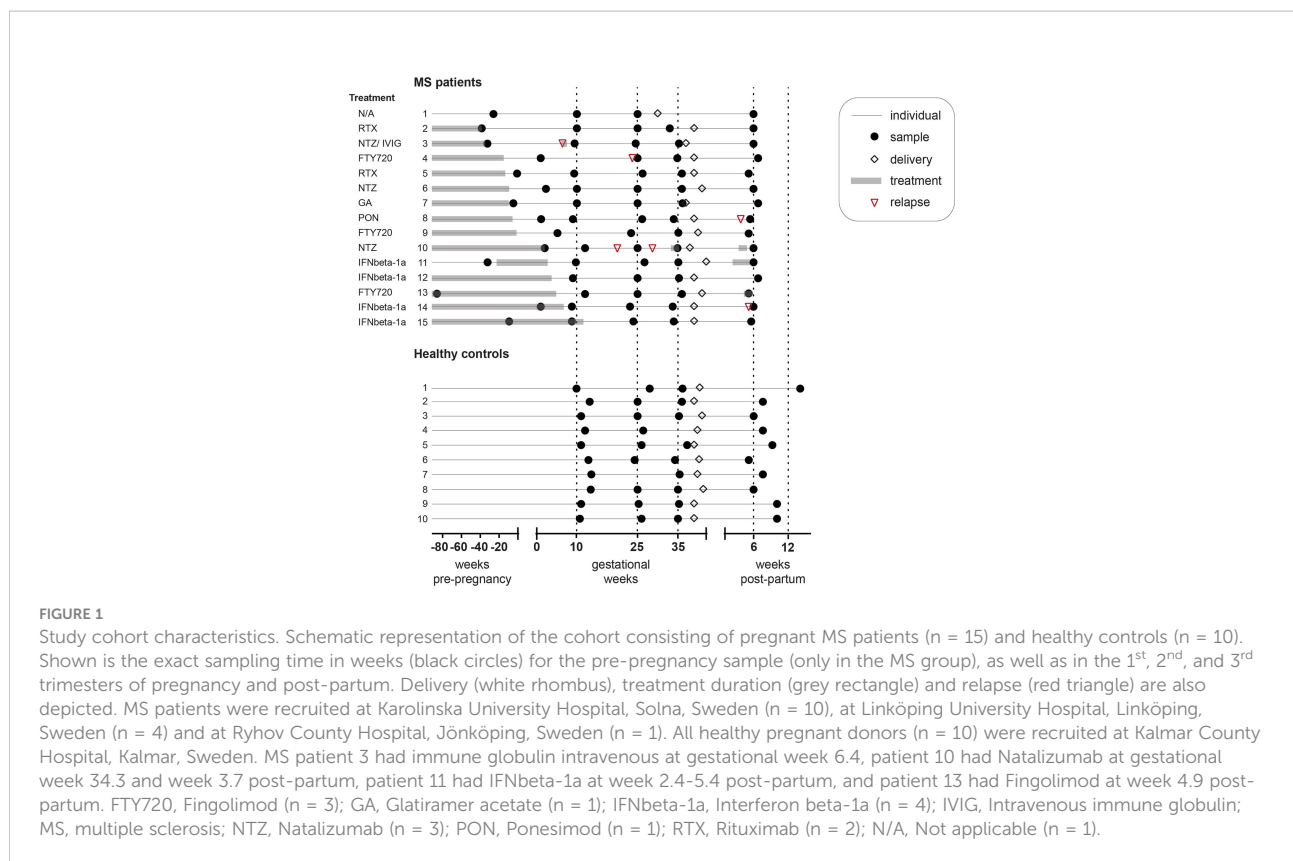 MS patients
Treatment
N/A 1
RTX 2
NTZ/ IVIG 3
FTY720 4
RTX 5
NTZ 6
GA 7
PON 8
FTY720 9
NTZ 10
IFNbeta-1a 11
IFNbeta-1a 12
FTY720 13
IFNbeta-1a 14
IFNbeta-1a 15
individual
sample
delivery
treatment
relapse
Healthy controls
1
2
3
4
5
6
7
8
9
10
-80 -60 -40 -20 0 10 25 35 6 12
weeks gestational weeks
pre-pregnancy weeks post-partum
FIGURE 1
Study cohort characteristics. Schematic representation of the cohort consisting of pregnant MS patients (n = 15) and healthy controls (n = 10).
Shown is the exact sampling time in weeks (black circles) for the pre-pregnancy sample (only in the MS group), as well as in the 1st, 2nd, and 3rd
trimesters of pregnancy and post-partum. Delivery (white rhombus), treatment duration (grey rectangle) and relapse (red triangle) are also
depicted. MS patients were recruited at Karolinska University Hospital, Solna, Sweden (n = 10), at Linköping University Hospital, Linköping,
Sweden (n = 4) and at Ryhov County Hospital, Jönköping, Sweden (n = 1). All healthy pregnant donors (n = 10) were recruited at Kalmar County
Hospital, Kalmar, Sweden. MS patient 3 had immune globulin intravenous at gestational week 6.4, patient 10 had Natalizumab at gestational
week 34.3 and week 3.7 post-partum, patient 11 had IFNbeta-1a at week 2.4-5.4 post-partum, and patient 13 had Fingolimod at week 4.9 post-
partum. FTY720, Fingolimod (n = 3); GA, Glatiramer acetate (n = 1); IFNbeta-1a, Interferon beta-1a (n = 4); IVIG, Intravenous immune globulin;
MS, multiple sclerosis; NTZ, Natalizumab (n = 3); PON, Ponesimod (n = 1); RTX, Rituximab (n = 2); N/A, Not applicable (n = 1).